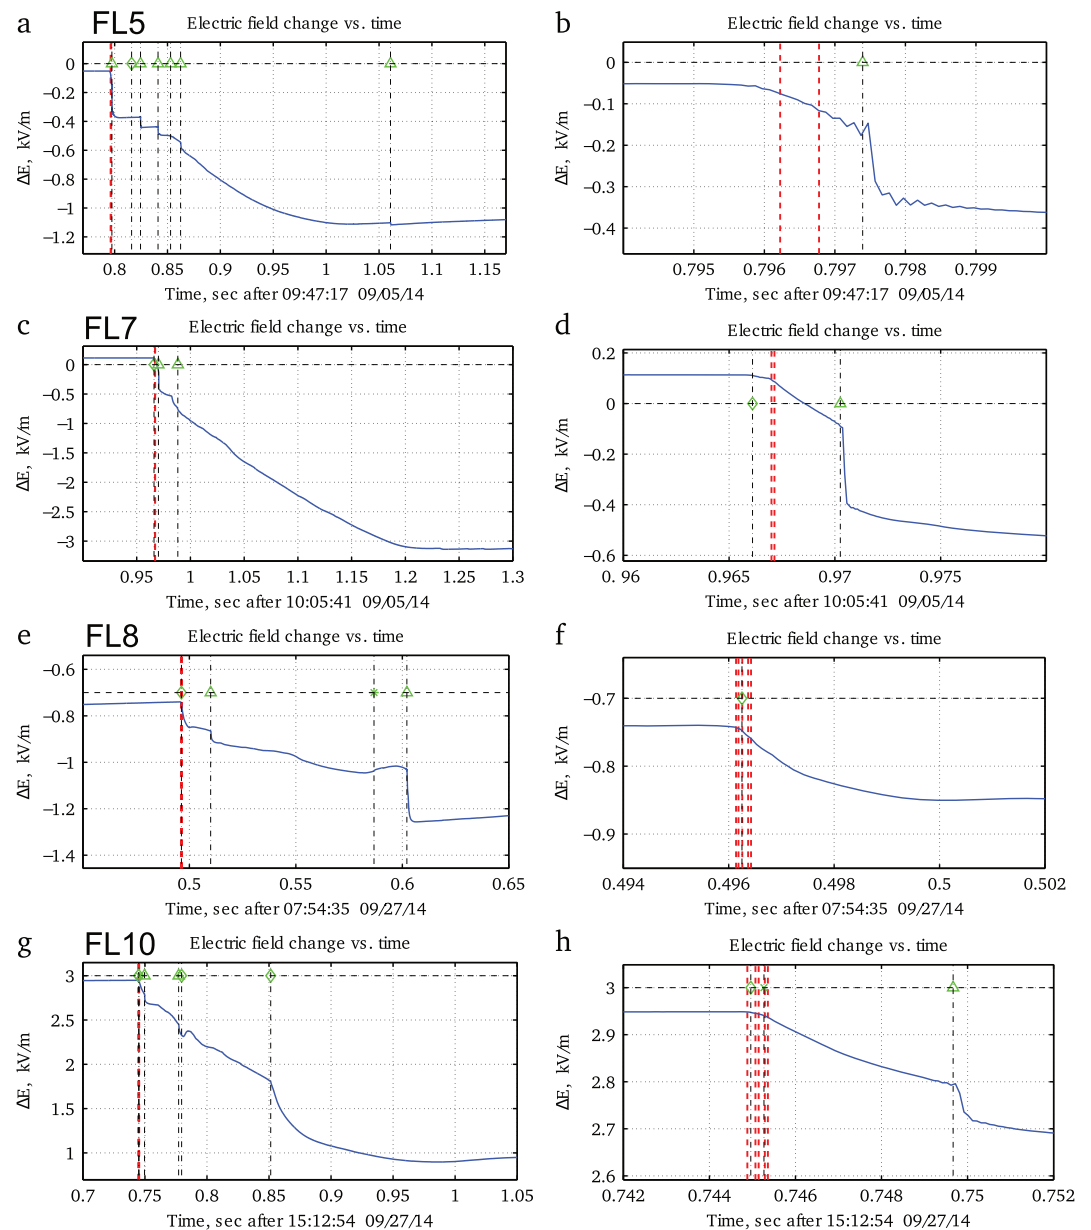 a FL5 Electric field change vs. time
0
−0.2
−0.4
−0.6
−0.8
−1
−1.2
ΔE, kV/m
0.8 0.85 0.9 0.95 1 1.05 1.1 1.15
Time, sec after 09:47:17 09/05/14
b Electric field change vs. time
0
−0.1
−0.2
−0.3
−0.4
ΔE, kV/m
0.795 0.796 0.797 0.798 0.799
Time, sec after 09:47:17 09/05/14
c FL7 Electric field change vs. time
0
−0.5
−1
−1.5
−2
−2.5
−3
ΔE, kV/m
0.95 1 1.05 1.1 1.15 1.2 1.25 1.3
Time, sec after 10:05:41 09/05/14
d Electric field change vs. time
0.2
0
−0.2
−0.4
−0.6
ΔE, kV/m
0.96 0.965 0.97 0.975
Time, sec after 10:05:41 09/05/14
e FL8 Electric field change vs. time
−0.6
−0.8
−1
−1.2
−1.4
ΔE, kV/m
0.5 0.55 0.6 0.65
Time, sec after 07:54:35 09/27/14
f Electric field change vs. time
−0.7
−0.8
−0.9
ΔE, kV/m
0.494 0.496 0.498 0.5 0.502
Time, sec after 07:54:35 09/27/14
g FL10 Electric field change vs. time
3
2.5
2
1.5
1
ΔE, kV/m
0.7 0.75 0.8 0.85 0.9 0.95 1 1.05
Time, sec after 15:12:54 09/27/14
h Electric field change vs. time
3
2.9
2.8
2.7
2.6
ΔE, kV/m
0.742 0.744 0.746 0.748 0.75 0.752
Time, sec after 15:12:54 09/27/14